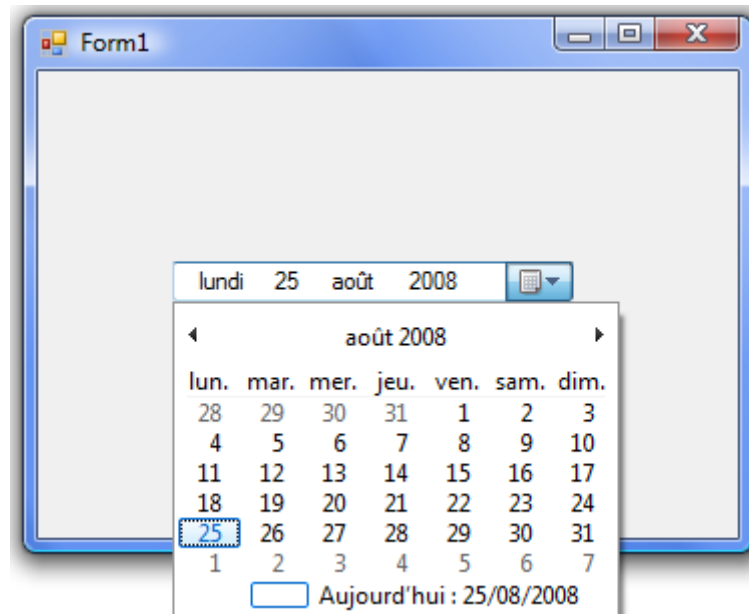 Form1
lundi 25 août 2008
août 2008
lun. mar. mer. jeu. ven. sam. dim.
28 29 30 31 1 2 3
4 5 6 7 8 9 10
11 12 13 14 15 16 17
18 19 20 21 22 23 24
25 26 27 28 29 30 31
1 2 3 4 5 6 7
Aujourd'hui : 25/08/2008